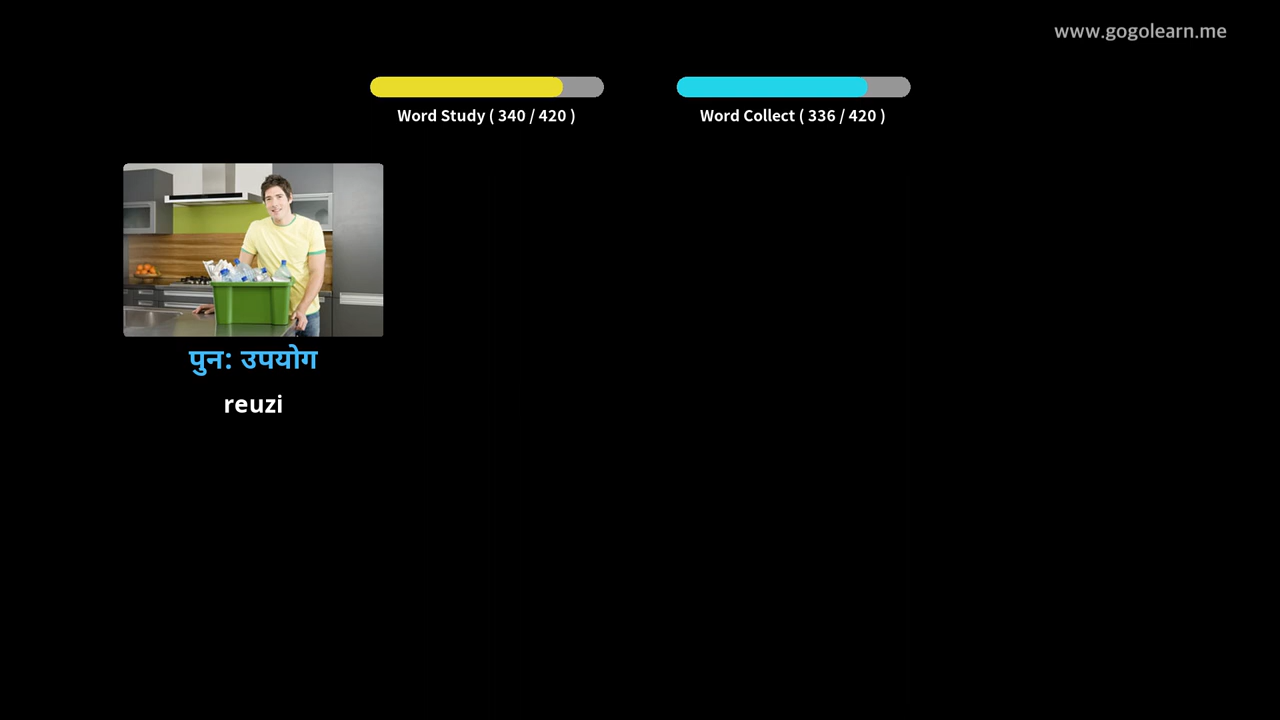 www.gogolearn.me
Word Study ( 340 / 420 )
Word Collect ( 336 / 420 )
पुन: उपयोग
reuzi